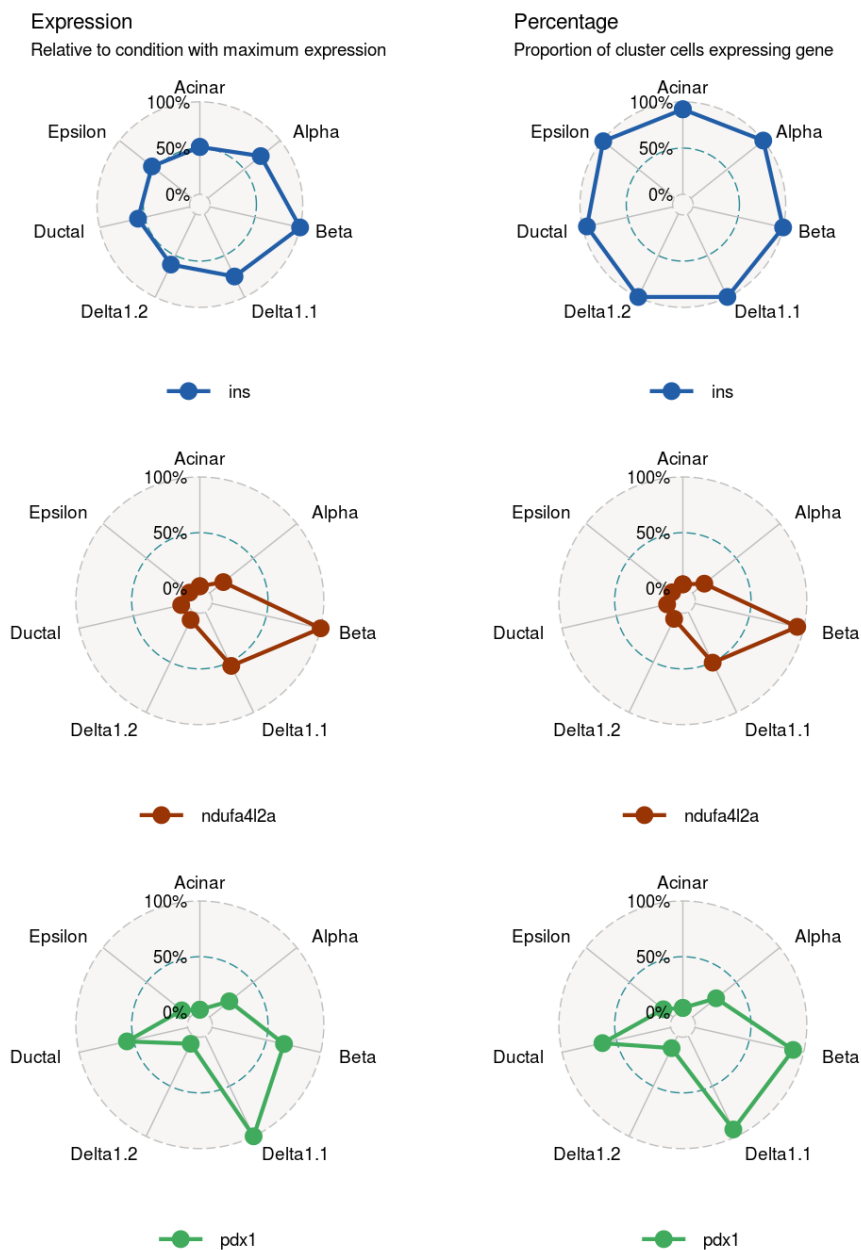 Expression
Relative to condition with maximum expression
Acinar
100%
Epsilon
Alpha
50%
0%
Ductal
Beta
Delta1.2
Delta1.1
ins
Percentage
Proportion of cluster cells expressing gene
Acinar
100%
Epsilon
Alpha
50%
0%
Ductal
Beta
Delta1.2
Delta1.1
ins
Acinar
100%
Epsilon
Alpha
50%
0%
Ductal
Beta
Delta1.2
Delta1.1
ndufa4l2a
Acinar
100%
Epsilon
Alpha
50%
0%
Ductal
Beta
Delta1.2
Delta1.1
ndufa4l2a
Acinar
100%
Epsilon
Alpha
50%
0%
Ductal
Beta
Delta1.2
Delta1.1
pdx1
Acinar
100%
Epsilon
Alpha
50%
0%
Ductal
Beta
Delta1.2
Delta1.1
pdx1